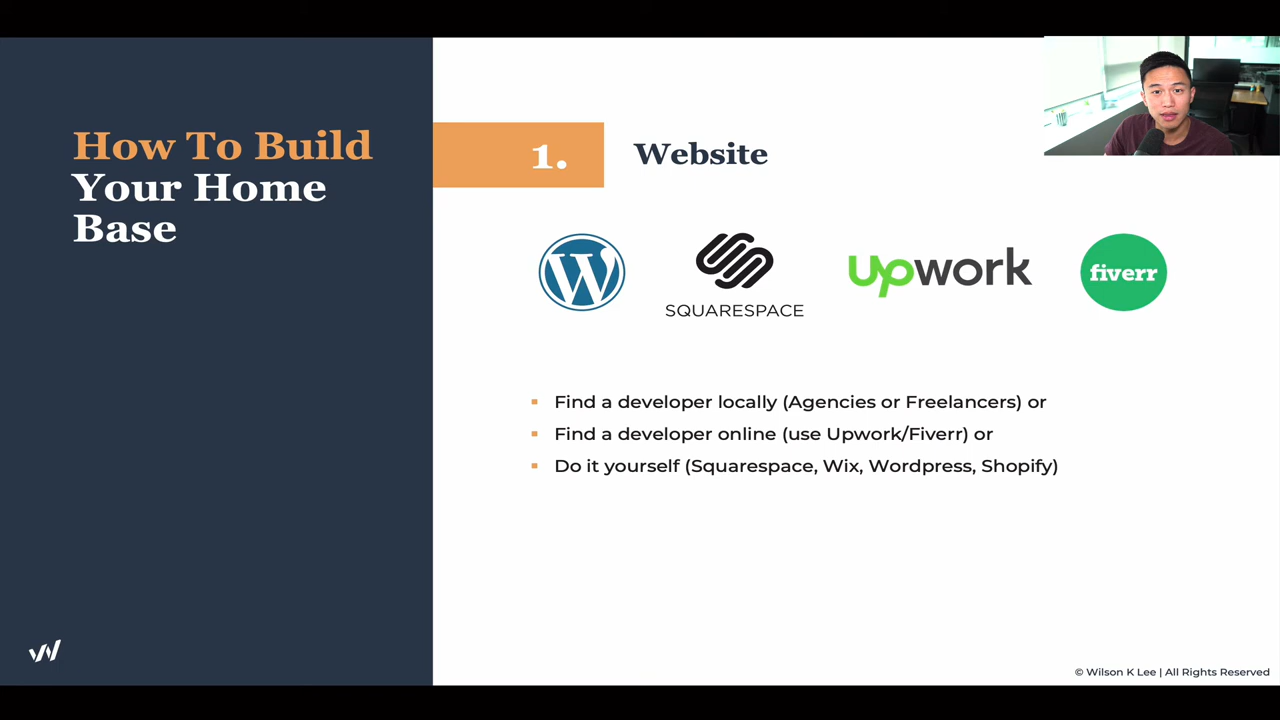 How To Build
Your Home
Base
1.
Website
W
SQUARESPACE
upwork
fiverr
Find a developer locally (Agencies or Freelancers) or
Find a developer online (use Upwork/Fiverr) or
Do it yourself (Squarespace, Wix, Wordpress, Shopify)
© Wilson K Lee | All Rights Reserved